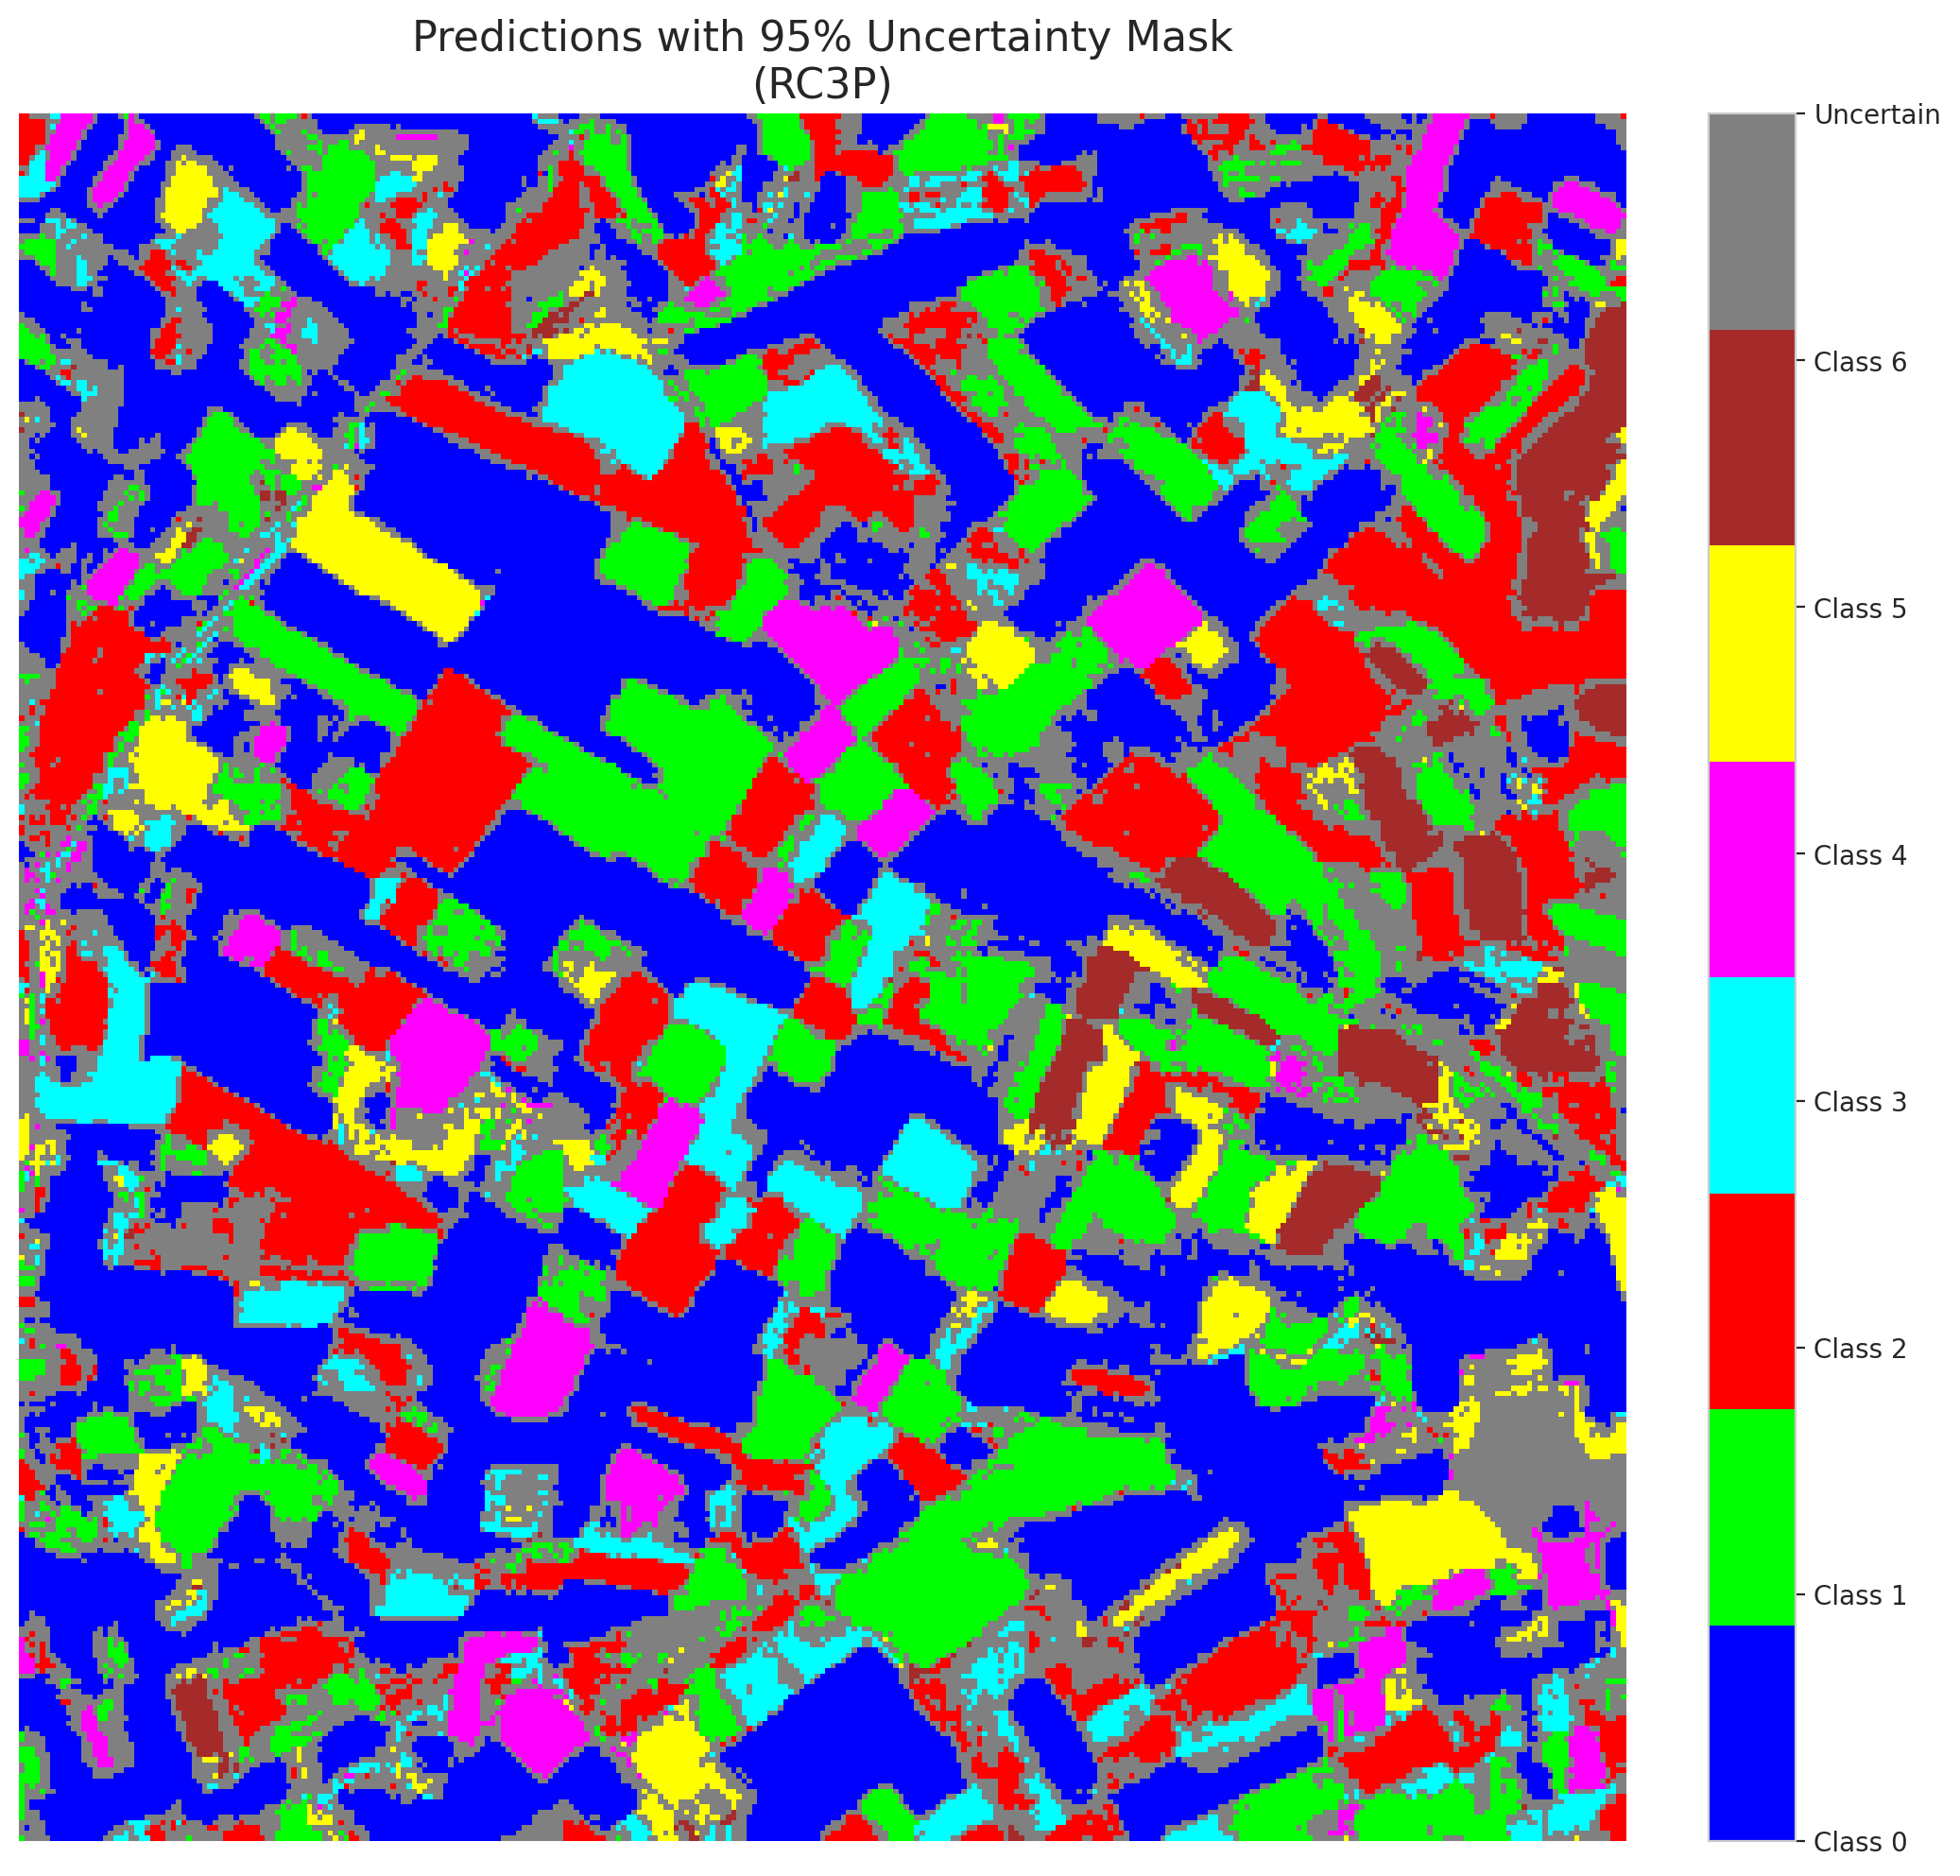 Predictions with 95% Uncertainty Mask
(RC3P)
Uncertain
Class 6
Class 5
Class 4
Class 3
Class 2
Class 1
Class 0